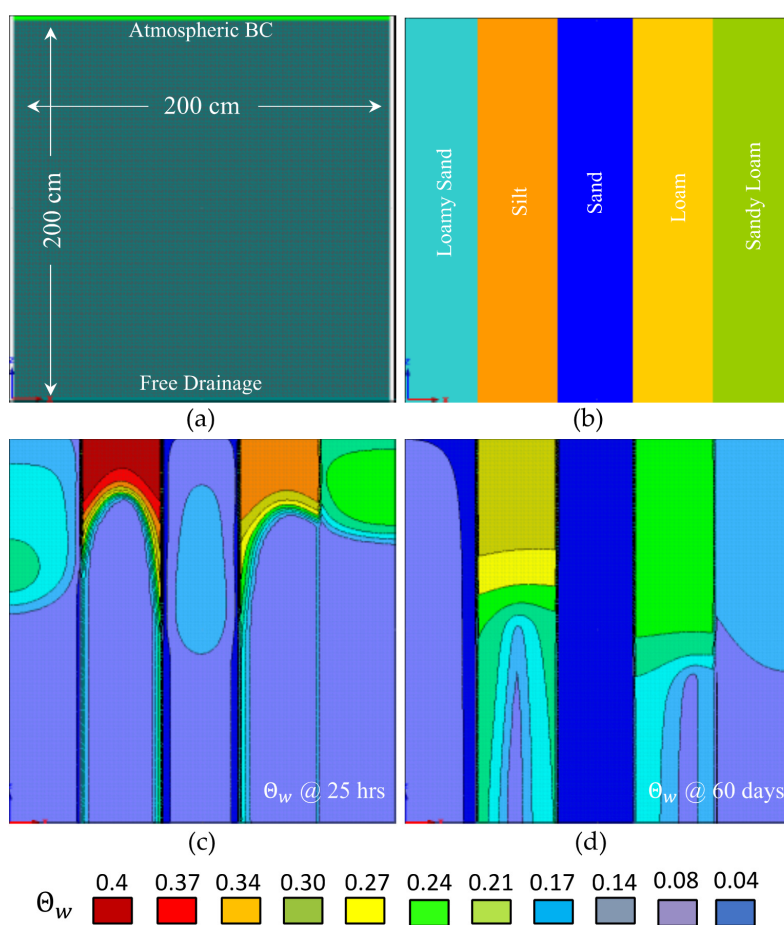 Atmospheric BC
200 cm
200 cm
Free Drainage
(a)
Loamy Sand
Silt
Sand
Loam
Sandy Loam
(b)
Θw @ 25 hrs
(c)
Θw @ 60 days
(d)
Θw
0.4 0.37 0.34 0.30 0.27 0.24 0.21 0.17 0.14 0.08 0.04